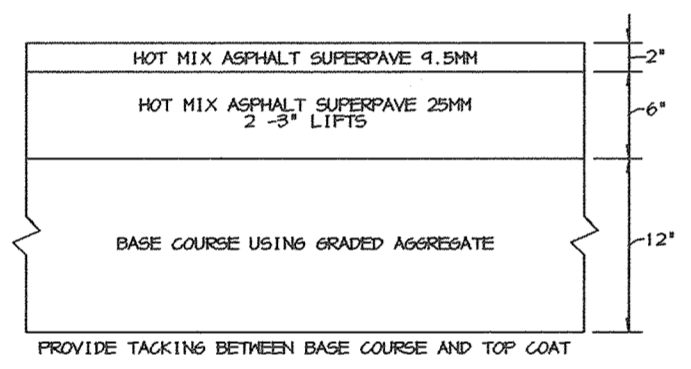 HOT MIX ASPHALT SUPERPAVE 9.5MM
2"
HOT MIX ASPHALT SUPERPAVE 25MM
2 -3" LIFTS
6"
BASE COURSE USING GRADED AGGREGATE
12"
PROVIDE TACKING BETWEEN BASE COURSE AND TOP COAT